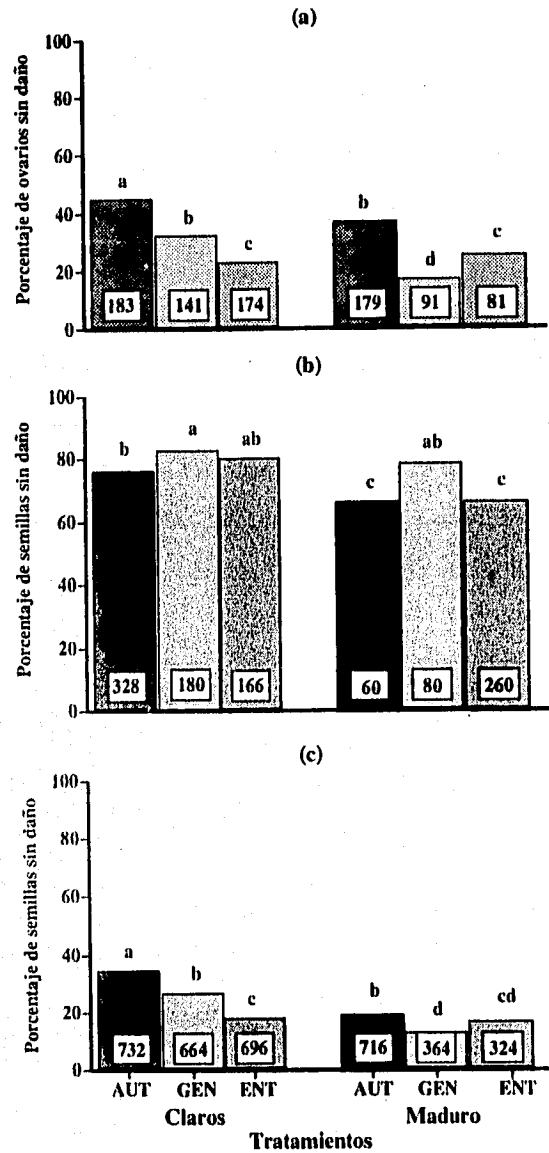 (a)
Porcentaje de ovarios sin daño
100
80
60
40
20
0
a
b
c
b
d
c
183
141
174
179
91
81
(b)
Porcentaje de semillas sin daño
100
80
60
40
20
0
b
a
ab
c
ab
c
328
180
166
60
80
260
(c)
Porcentaje de semillas sin daño
100
80
60
40
20
0
a
b
c
b
d
cd
732
664
696
716
364
324
AUT GEN ENT AUT GEN ENT
Claros Maduro
Tratamientos